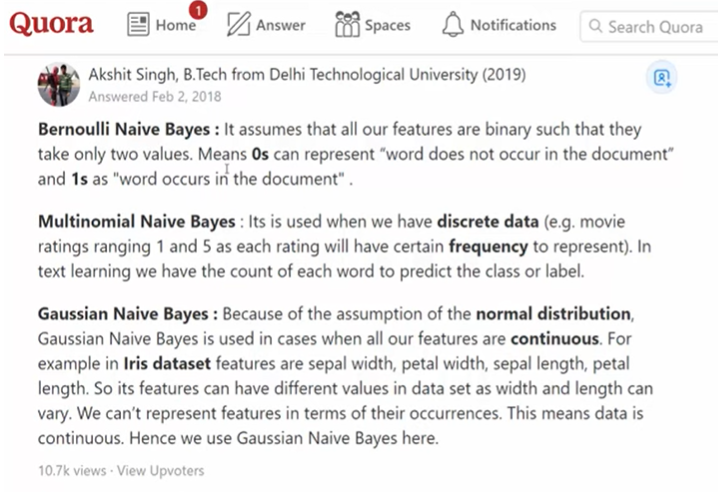 Quora
Home
1
Answer
Spaces
Notifications
Search Quora
Akshit Singh, B.Tech from Delhi Technological University (2019)
Answered Feb 2, 2018
Bernoulli Naive Bayes : It assumes that all our features are binary such that they
take only two values. Means 0s can represent “word does not occur in the document”
and 1s as "word occurs in the document" .
Multinomial Naive Bayes : Its is used when we have discrete data (e.g. movie
ratings ranging 1 and 5 as each rating will have certain frequency to represent). In
text learning we have the count of each word to predict the class or label.
Gaussian Naive Bayes : Because of the assumption of the normal distribution,
Gaussian Naive Bayes is used in cases when all our features are continuous. For
example in Iris dataset features are sepal width, petal width, sepal length, petal
length. So its features can have different values in data set as width and length can
vary. We can’t represent features in terms of their occurrences. This means data is
continuous. Hence we use Gaussian Naive Bayes here.
10.7k views · View Upvoters